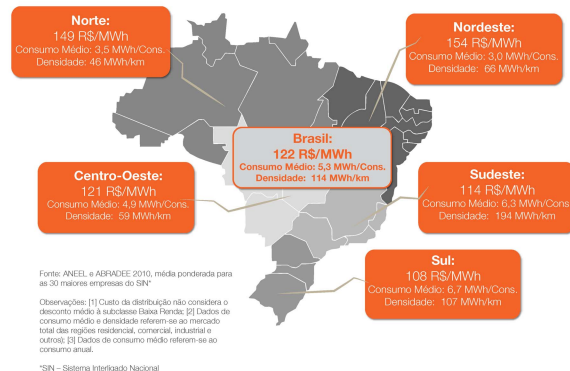 Norte:
149 R$/MWh
Consumo Médio: 3,5 MWh/Cons.
Densidade: 46 MWh/km
Nordeste:
154 R$/MWh
Consumo Médio: 3,0 MWh/Cons.
Densidade: 66 MWh/km
Brasil:
122 R$/MWh
Consumo Médio: 5,3 MWh/Cons.
Densidade: 114 MWh/km
Centro-Oeste:
121 R$/MWh
Consumo Médio: 4,9 MWh/Cons.
Densidade: 59 MWh/km
Sudeste:
114 R$/MWh
Consumo Médio: 6,3 MWh/Cons.
Densidade: 194 MWh/km
Sul:
108 R$/MWh
Consumo Médio: 6,7 MWh/Cons.
Densidade: 107 MWh/km
Fonte: ANEEL, e ABRADEE 2010, média ponderada para
as 30 maiores empresas do SIN*
Observações: [1] Custo da distribuição não considera o
desconto médio à subclasse Baixa Renda; [2] Dados de
consumo médio e densidade referem-se ao mercado
total das regiões residencial, comercial, industrial e
outros); [3] Dados de consumo médio referem-se ao
consumo anual.
*SIN – Sistema Interligado Nacional